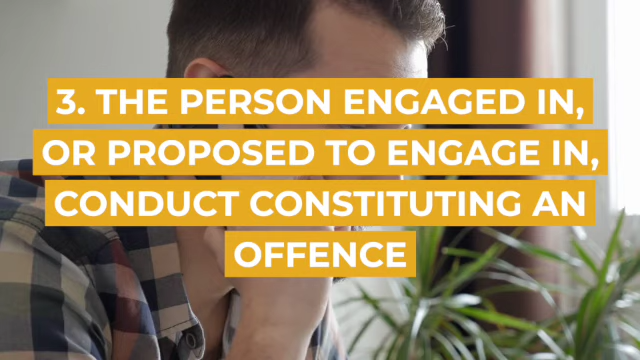 3. THE PERSON ENGAGED IN,
OR PROPOSED TO ENGAGE IN,
CONDUCT CONSTITUTING AN
OFFENCE